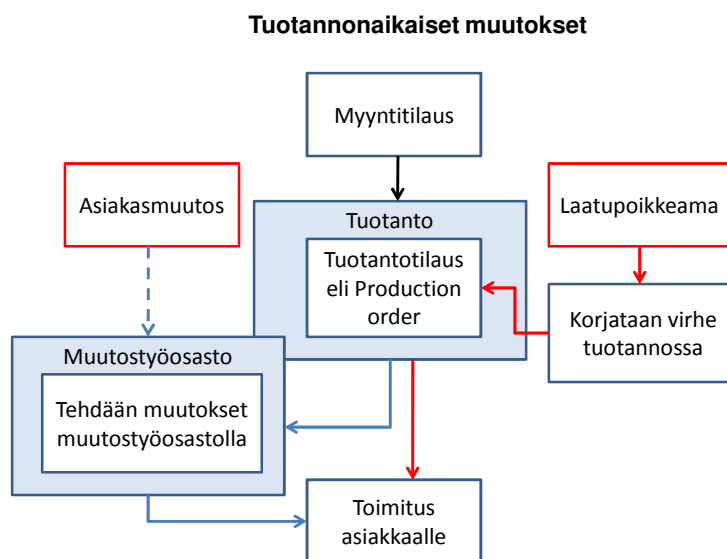 Tuotannonaikaiset muutokset
Myyntitilaus
Asiakasmuutos
Tuotanto
Laatupoikkeama
Tuotantotilaus
eli Production
order
Korjataan virhe
tuotannossa
Muutostyöosasto
Tehdään muutokset
muutostyöosastolla
Toimitus
asiakkaalle